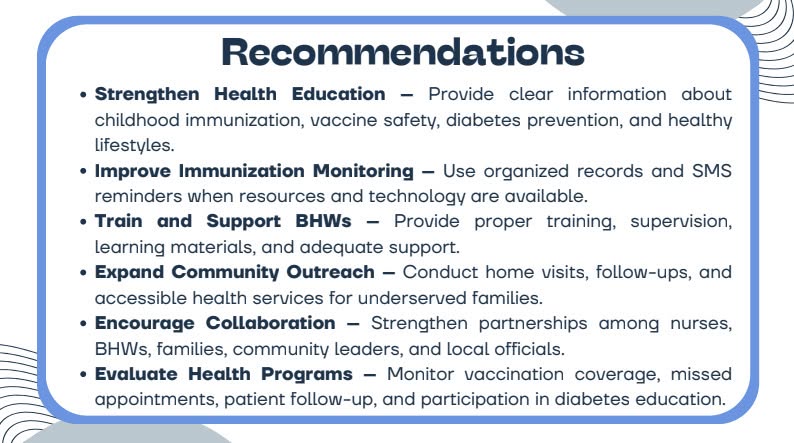 Recommendations
• Strengthen Health Education – Provide clear information about
childhood immunization, vaccine safety, diabetes prevention, and healthy
lifestyles.
• Improve Immunization Monitoring – Use organized records and SMS
reminders when resources and technology are available.
• Train and Support BHWs – Provide proper training, supervision,
learning materials, and adequate support.
• Expand Community Outreach – Conduct home visits, follow-ups, and
accessible health services for underserved families.
• Encourage Collaboration – Strengthen partnerships among nurses,
BHWs, families, community leaders, and local officials.
• Evaluate Health Programs – Monitor vaccination coverage, missed
appointments, patient follow-up, and participation in diabetes education.